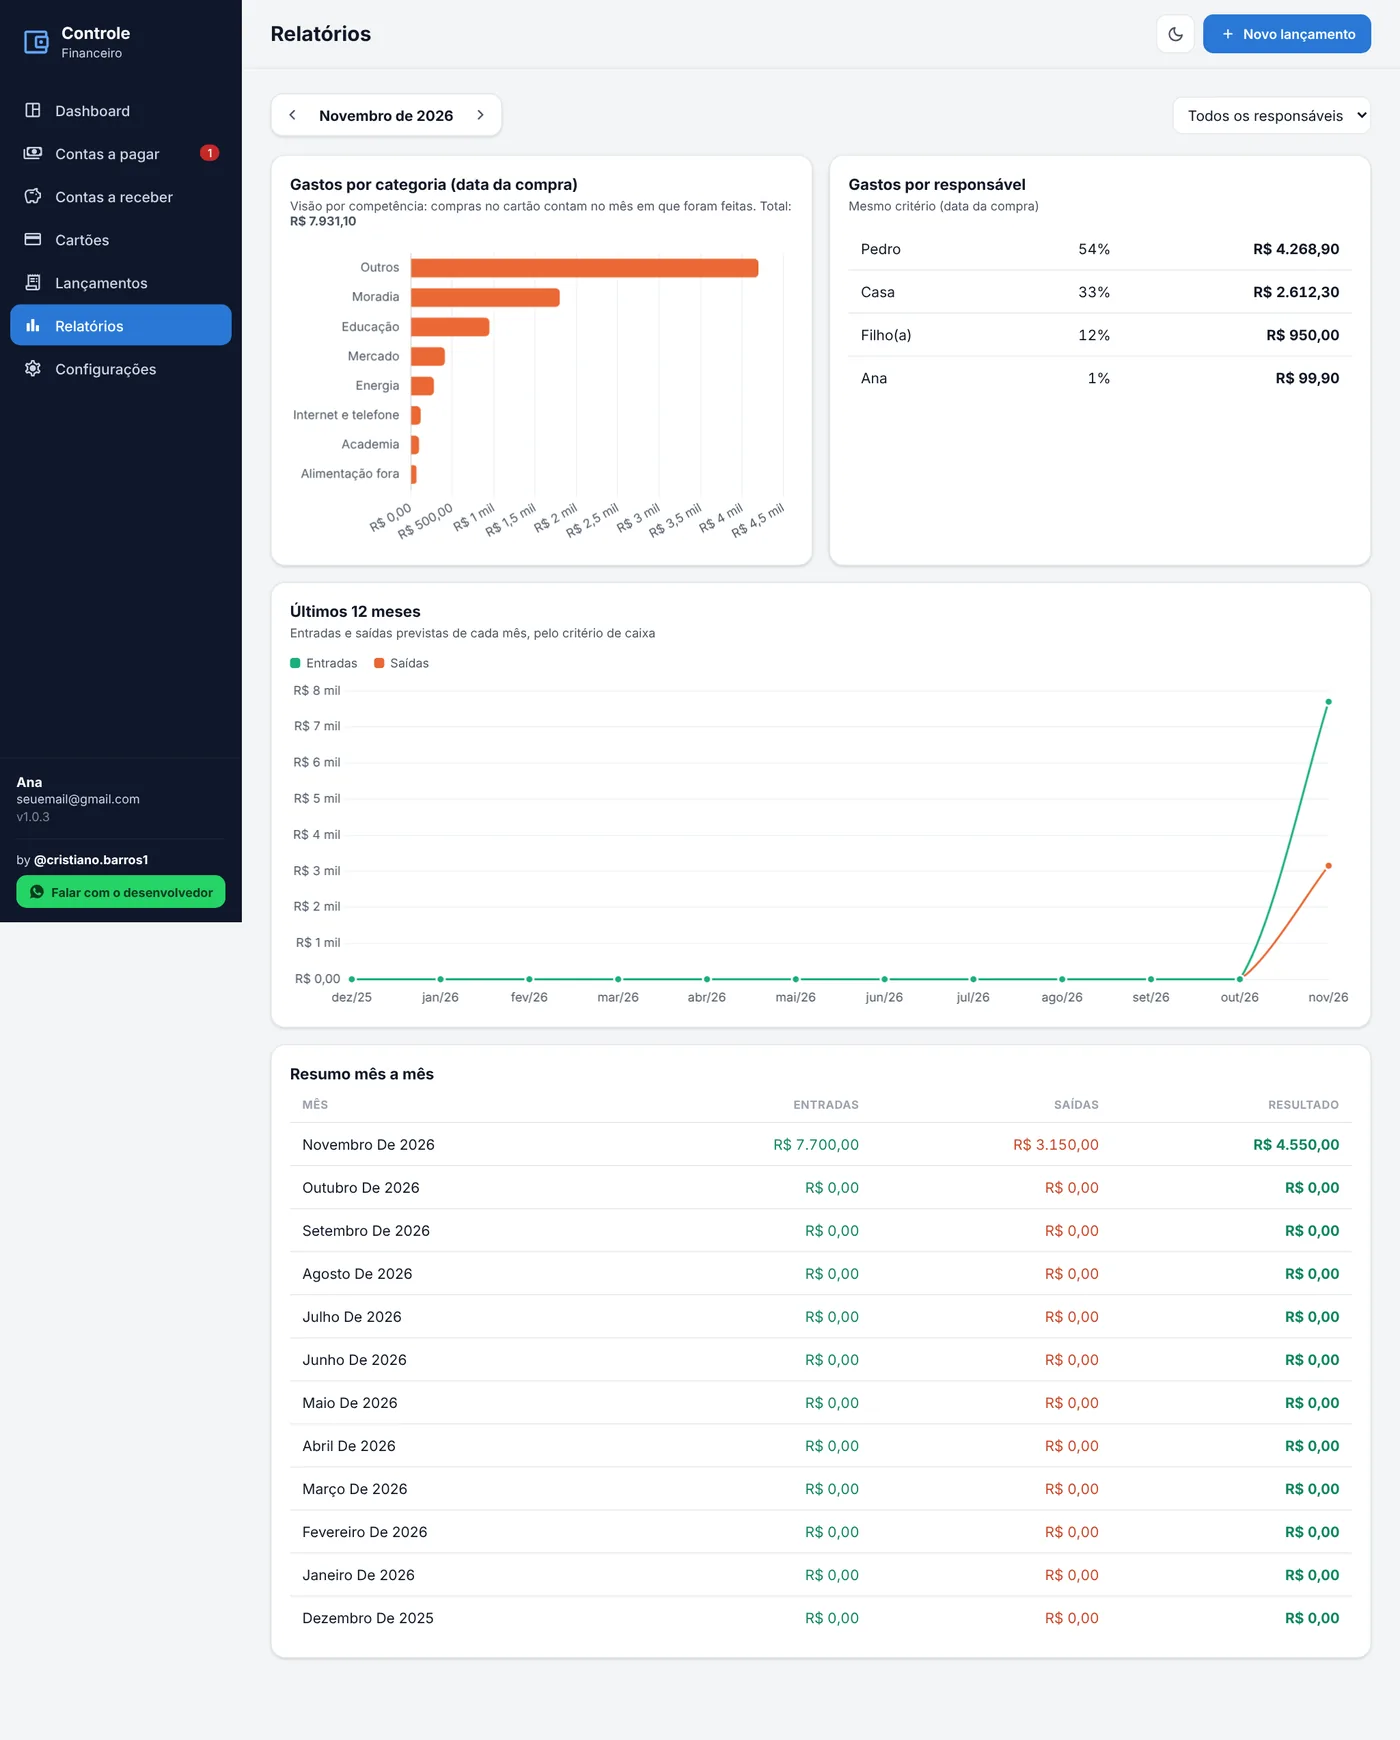 Controle
Financeiro
Dashboard
Contas a pagar
1
Contas a receber
Cartões
Lançamentos
Relatórios
Configurações
Ana
seuemail@gmail.com
v1.0.3
by @cristiano.barros1
Falar com o desenvolvedor
Relatórios
+ Novo lançamento
Novembro de 2026
Todos os responsáveis
Gastos por categoria (data da compra)
Visão por competência: compras no cartão contam no mês em que foram feitas. Total:
R$ 7.931,10
Outros
Moradia
Educação
Mercado
Energia
Internet e telefone
Academia
Alimentação fora
R$ 0,00
R$ 500,00
R$ 1 mil
R$ 1,5 mil
R$ 2 mil
R$ 2,5 mil
R$ 3 mil
R$ 3,5 mil
R$ 4 mil
R$ 4,5 mil
Gastos por responsável
Mesmo critério (data da compra)
Pedro 54% R$ 4.268,90
Casa 33% R$ 2.612,30
Filho(a) 12% R$ 950,00
Ana 1% R$ 99,90
Últimos 12 meses
Entradas e saídas previstas de cada mês, pelo critério de caixa
Entradas Saídas
R$ 8 mil
R$ 7 mil
R$ 6 mil
R$ 5 mil
R$ 4 mil
R$ 3 mil
R$ 2 mil
R$ 1 mil
R$ 0,00
dez/25 jan/26 fev/26 mar/26 abr/26 mai/26 jun/26 jul/26 ago/26 set/26 out/26 nov/26
Resumo mês a mês
MÊS ENTRADAS SAÍDAS RESULTADO
Novembro De 2026 R$ 7.700,00 R$ 3.150,00 R$ 4.550,00
Outubro De 2026 R$ 0,00 R$ 0,00 R$ 0,00
Setembro De 2026 R$ 0,00 R$ 0,00 R$ 0,00
Agosto De 2026 R$ 0,00 R$ 0,00 R$ 0,00
Julho De 2026 R$ 0,00 R$ 0,00 R$ 0,00
Junho De 2026 R$ 0,00 R$ 0,00 R$ 0,00
Maio De 2026 R$ 0,00 R$ 0,00 R$ 0,00
Abril De 2026 R$ 0,00 R$ 0,00 R$ 0,00
Março De 2026 R$ 0,00 R$ 0,00 R$ 0,00
Fevereiro De 2026 R$ 0,00 R$ 0,00 R$ 0,00
Janeiro De 2026 R$ 0,00 R$ 0,00 R$ 0,00
Dezembro De 2025 R$ 0,00 R$ 0,00 R$ 0,00